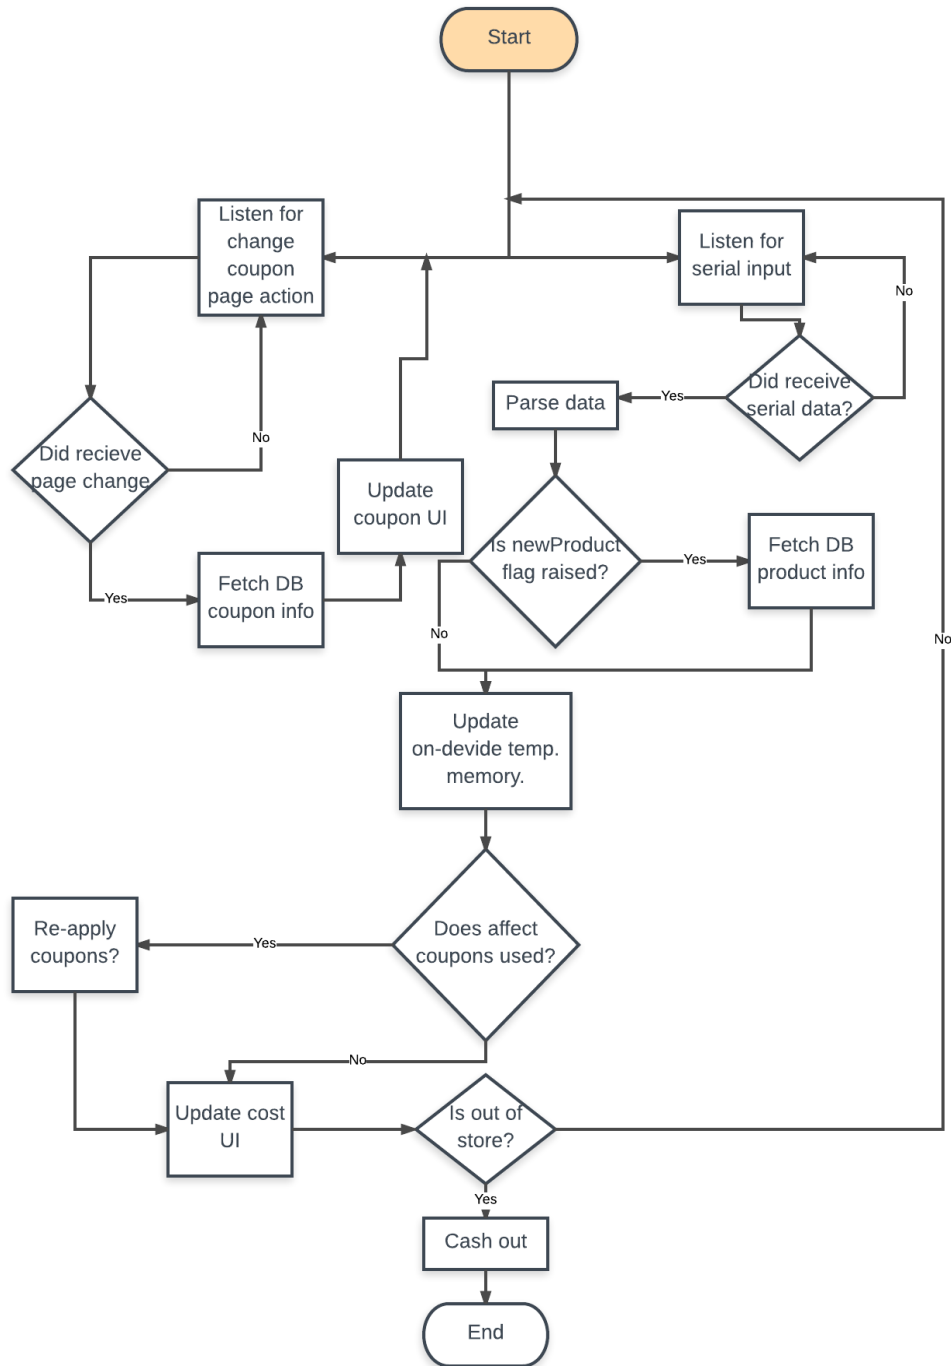 Start
Listen for
change
coupon
page action
Listen for
serial input
No
Did receive
serial data?
Yes
Parse data
Did recieve
page change
No
Update
coupon UI
Is newProduct
flag raised?
Yes
Fetch DB
product info
Yes
Fetch DB
coupon info
No
No
Update
on-devide temp.
memory.
Does affect
coupons used?
Yes
Re-apply
coupons?
No
Update cost
UI
Is out of
store?
Yes
Cash out
End